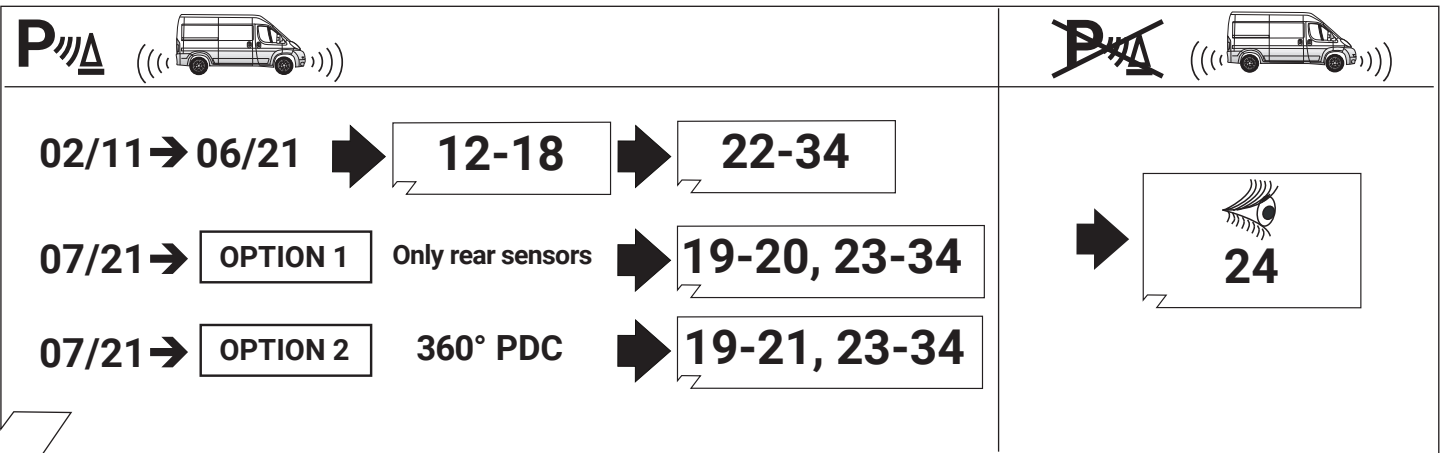 P
P
02/11 → 06/21 12-18 22-34
07/21 → OPTION 1 Only rear sensors 19-20, 23-34
07/21 → OPTION 2 360° PDC 19-21, 23-34
24